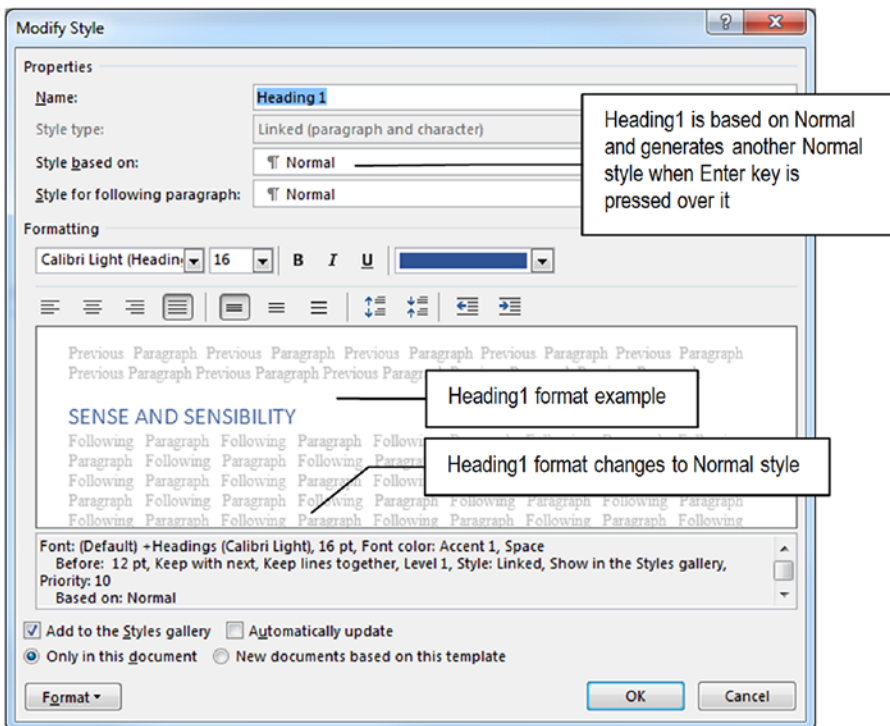 Modify Style
?
Properties
Name: Heading 1
Style type: Linked (paragraph and character)
Style based on: ¶ Normal
Style for following paragraph: ¶ Normal
Heading1 is based on Normal
and generates another Normal
style when Enter key is
pressed over it
Formatting
Calibri Light (Headin 16 B I U
Previous Paragraph Previous Paragraph Previous Paragraph Previous Paragraph Previous Paragraph
Previous Paragraph Previous Paragraph Previous
Heading1 format example
SENSE AND SENSIBILITY
Following Paragraph Following Paragraph
Paragraph Following Paragraph Following
Following Paragraph Following Paragraph
Paragraph Following Paragraph Following Paragraph Following Paragraph Following
Following Paragraph Following Paragraph Following Paragraph Following Paragraph Following
Heading1 format changes to Normal style
Font: (Default) +Headings (Calibri Light), 16 pt, Font color: Accent 1, Space
Before: 12 pt, Keep with next, Keep lines together, Level 1, Style: Linked, Show in the Styles gallery,
Priority: 10
Based on: Normal
Add to the Styles gallery Automatically update
Only in this document New documents based on this template
Format OK Cancel